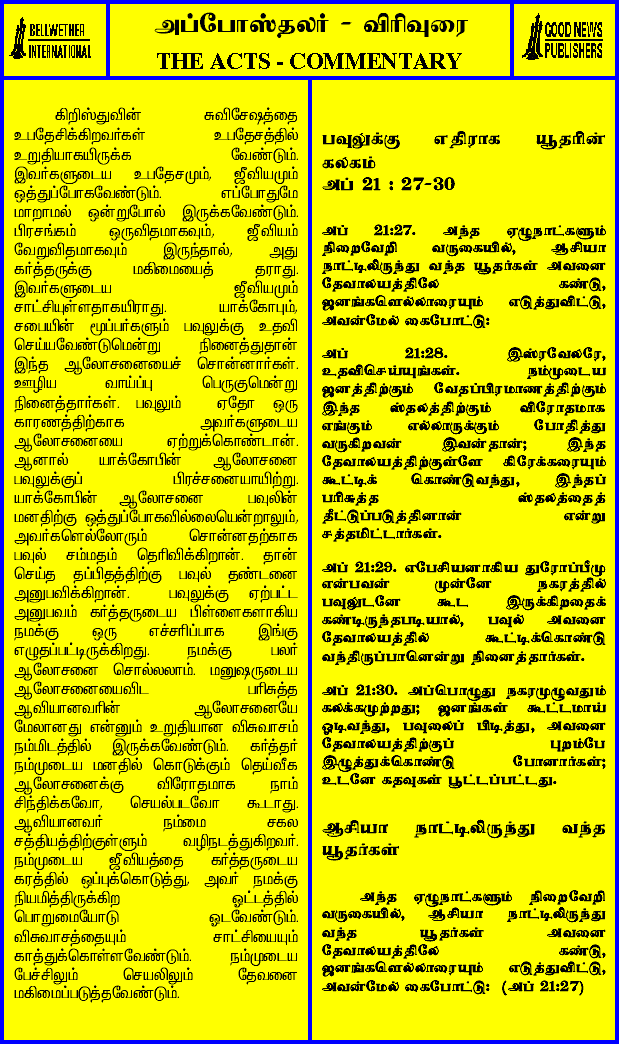 BELLWETHER
INTERNATIONAL
அப்போஸ்தலர் - விரிவுரை
THE ACTS - COMMENTARY
GOOD NEWS
PUBLISHERS
கிறிஸ்துவின் சுவிசேஷத்தை
உபதேசிக்கிறவர்கள் உபதேசத்தில்
உறுதியாகயிருக்க வேண்டும்.
இவர்களுடைய உபதேசமும், ஜீவியமும்
ஒத்துப்போகவேண்டும். எப்போதுமே
மாறாமல் ஒன்றுபோல் இருக்கவேண்டும்.
பிரசங்கம் ஒருவிதமாகவும், ஜீவியம்
வேறுவிதமாகவும் இருந்தால், அது
கர்த்தருக்கு மகிமையைத் தராது.
இவர்களுடைய ஜீவியமும்
சாட்சியுள்ளதாகயிராது. யாக்கோபும்,
சபையின் மூப்பர்களும் பவுலுக்கு உதவி
செய்யவேண்டுமென்று நினைத்துதான்
இந்த ஆலோசனையைச் சொன்னார்கள்.
ஊழிய வாய்ப்பு பெருகுமென்று
நினைத்தார்கள். பவுலும் ஏதோ ஒரு
காரணத்திற்காக அவர்களுடைய
ஆலோசனையை ஏற்றுக்கொண்டான்.
ஆனால் யாக்கோபின் ஆலோசனை
பவுலுக்குப் பிரச்சனையாயிற்று.
யாக்கோபின் ஆலோசனை பவுலின்
மனதிற்கு ஒத்துப்போகவில்லையென்றாலும்,
அவர்களெல்லோரும் சொன்னதற்காக
பவுல் சம்மதம் தெரிவிக்கிறான். தான்
செய்த தப்பிதத்திற்கு பவுல் தண்டனை
அனுபவிக்கிறான். பவுலுக்கு ஏற்பட்ட
அனுபவம் கர்த்தருடைய பிள்ளைகளாகிய
நமக்கு ஒரு எச்சரிப்பாக இங்கு
எழுதப்பட்டிருக்கிறது. நமக்கு பலர்
ஆலோசனை சொல்லலாம். மனுஷருடைய
ஆலோசனையைவிட பரிசுத்த
ஆவியானவரின் ஆலோசனையே
மேலானது என்னும் உறுதியான விசுவாசம்
நம்மிடத்தில் இருக்கவேண்டும். கர்த்தர்
நம்முடைய மனதில் கொடுக்கும் தெய்வீக
ஆலோசனைக்கு விரோதமாக நாம்
சிந்திக்கவோ, செயல்படவோ கூடாது.
ஆவியானவர் நம்மை சகல
சத்தியத்திற்குள்ளும் வழிநடத்துகிறவர்.
நம்முடைய ஜீவியத்தை கர்த்தருடைய
கரத்தில் ஒப்புக்கொடுத்து, அவர் நமக்கு
நியமித்திருக்கிற ஓட்டத்தில்
பொறுமையோடு ஓடவேண்டும்.
விசுவாசத்தையும் சாட்சியையும்
காத்துக்கொள்ளவேண்டும். நம்முடைய
பேச்சிலும் செயலிலும் தேவனை
மகிமைப்படுத்தவேண்டும்.
பவுலுக்கு எதிராக யூதரின்
கலகம்
அப் 21 : 27-30
அப் 21:27. அந்த ஏழுநாட்களும்
நிறைவேறி வருகையில், ஆசியா
நாட்டிலிருந்து வந்த யூதர்கள் அவனை
தேவாலயத்திலே கண்டு,
ஜனங்களெல்லாரையும் எடுத்துவிட்டு,
அவன்மேல் கைபோட்டு:
அப் 21:28. இஸ்ரவேலரே,
உதவிசெய்யுங்கள். நம்முடைய
ஜனத்திற்கும் வேதப்பிரமாணத்திற்கும்
இந்த ஸ்தலத்திற்கும் விரோதமாக
எங்கும் எல்லாருக்கும் போதித்து
வருகிறவன் இவன்தான்; இந்த
தேவாலயத்திற்குள்ளே கிரேக்கரையும்
கூட்டிக் கொண்டுவந்து, இந்தப்
பரிசுத்த ஸ்தலத்தைத்
தீட்டுப்படுத்தினான் என்று
சத்தமிட்டார்கள்.
அப் 21:29. எபேசியனாகிய துரோப்பீமு
என்பவன் முன்னே நகரத்தில்
பவுலுடனே கூட இருக்கிறதைக்
கண்டிருந்தபடியால், பவுல் அவனை
தேவாலயத்தில் கூட்டிக்கொண்டு
வந்திருப்பானென்று நினைத்தார்கள்.
அப் 21:30. அப்பொழுது நகரமுழுவதும்
கலக்கமுற்றது; ஜனங்கள் கூட்டமாய்
ஓடிவந்து, பவுலைப் பிடித்து, அவனை
தேவாலயத்திற்குப் புறம்பே
இழுத்துக்கொண்டு போனார்கள்;
உடனே கதவுகள் பூட்டப்பட்டது.
ஆசியா நாட்டிலிருந்து வந்த
யூதர்கள்
அந்த ஏழுநாட்களும் நிறைவேறி
வருகையில், ஆசியா நாட்டிலிருந்து
வந்த யூதர்கள் அவனை
தேவாலயத்திலே கண்டு,
ஜனங்களெல்லாரையும் எடுத்துவிட்டு,
அவன்மேல் கைபோட்டு: (அப் 21:27)